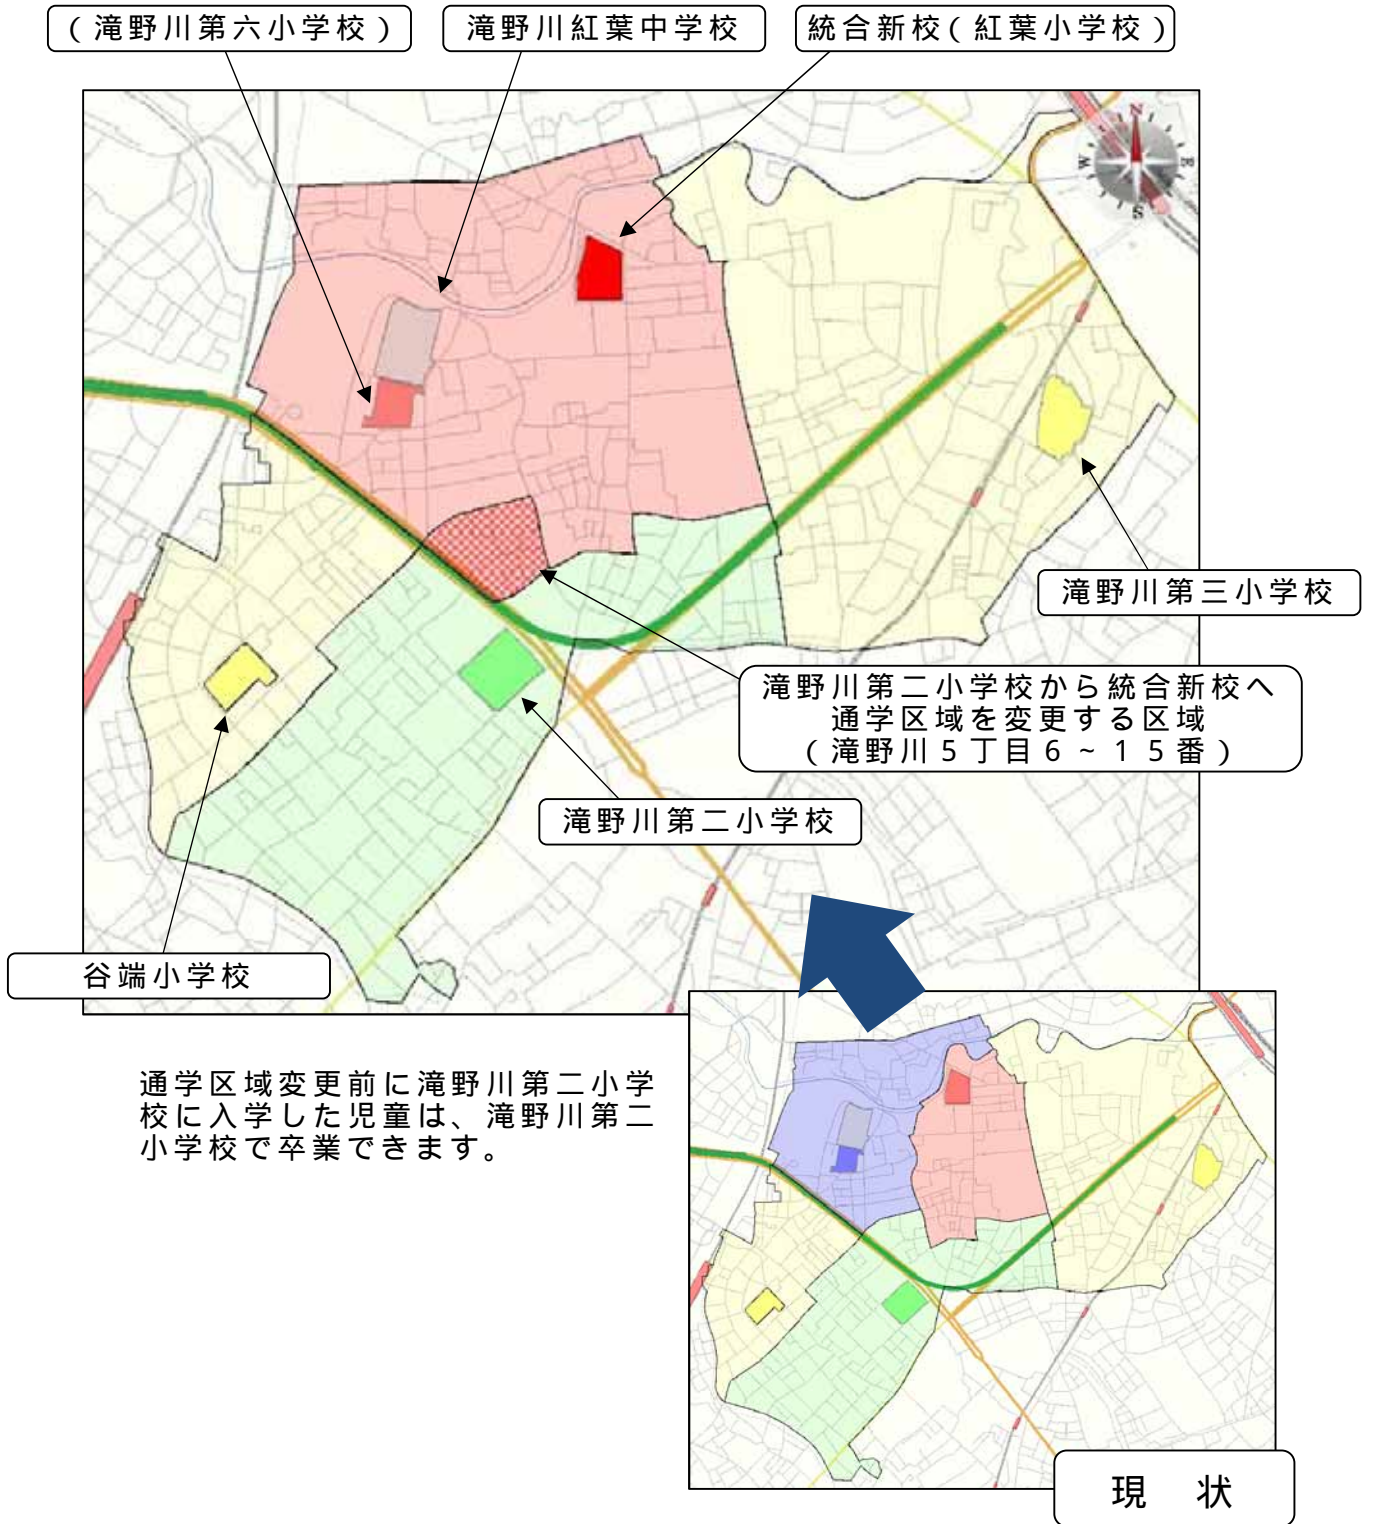 (滝野川第六小学校)
滝野川紅葉中学校
統合新校(紅葉小学校)
N
W
E
S
滝野川第三小学校
滝野川第二小学校から統合新校へ
通学区域を変更する区域
(滝野川5丁目6~15番)
滝野川第二小学校
谷端小学校
通学区域変更前に滝野川第二小学
校に入学した児童は、滝野川第二
小学校で卒業できます。
現 状